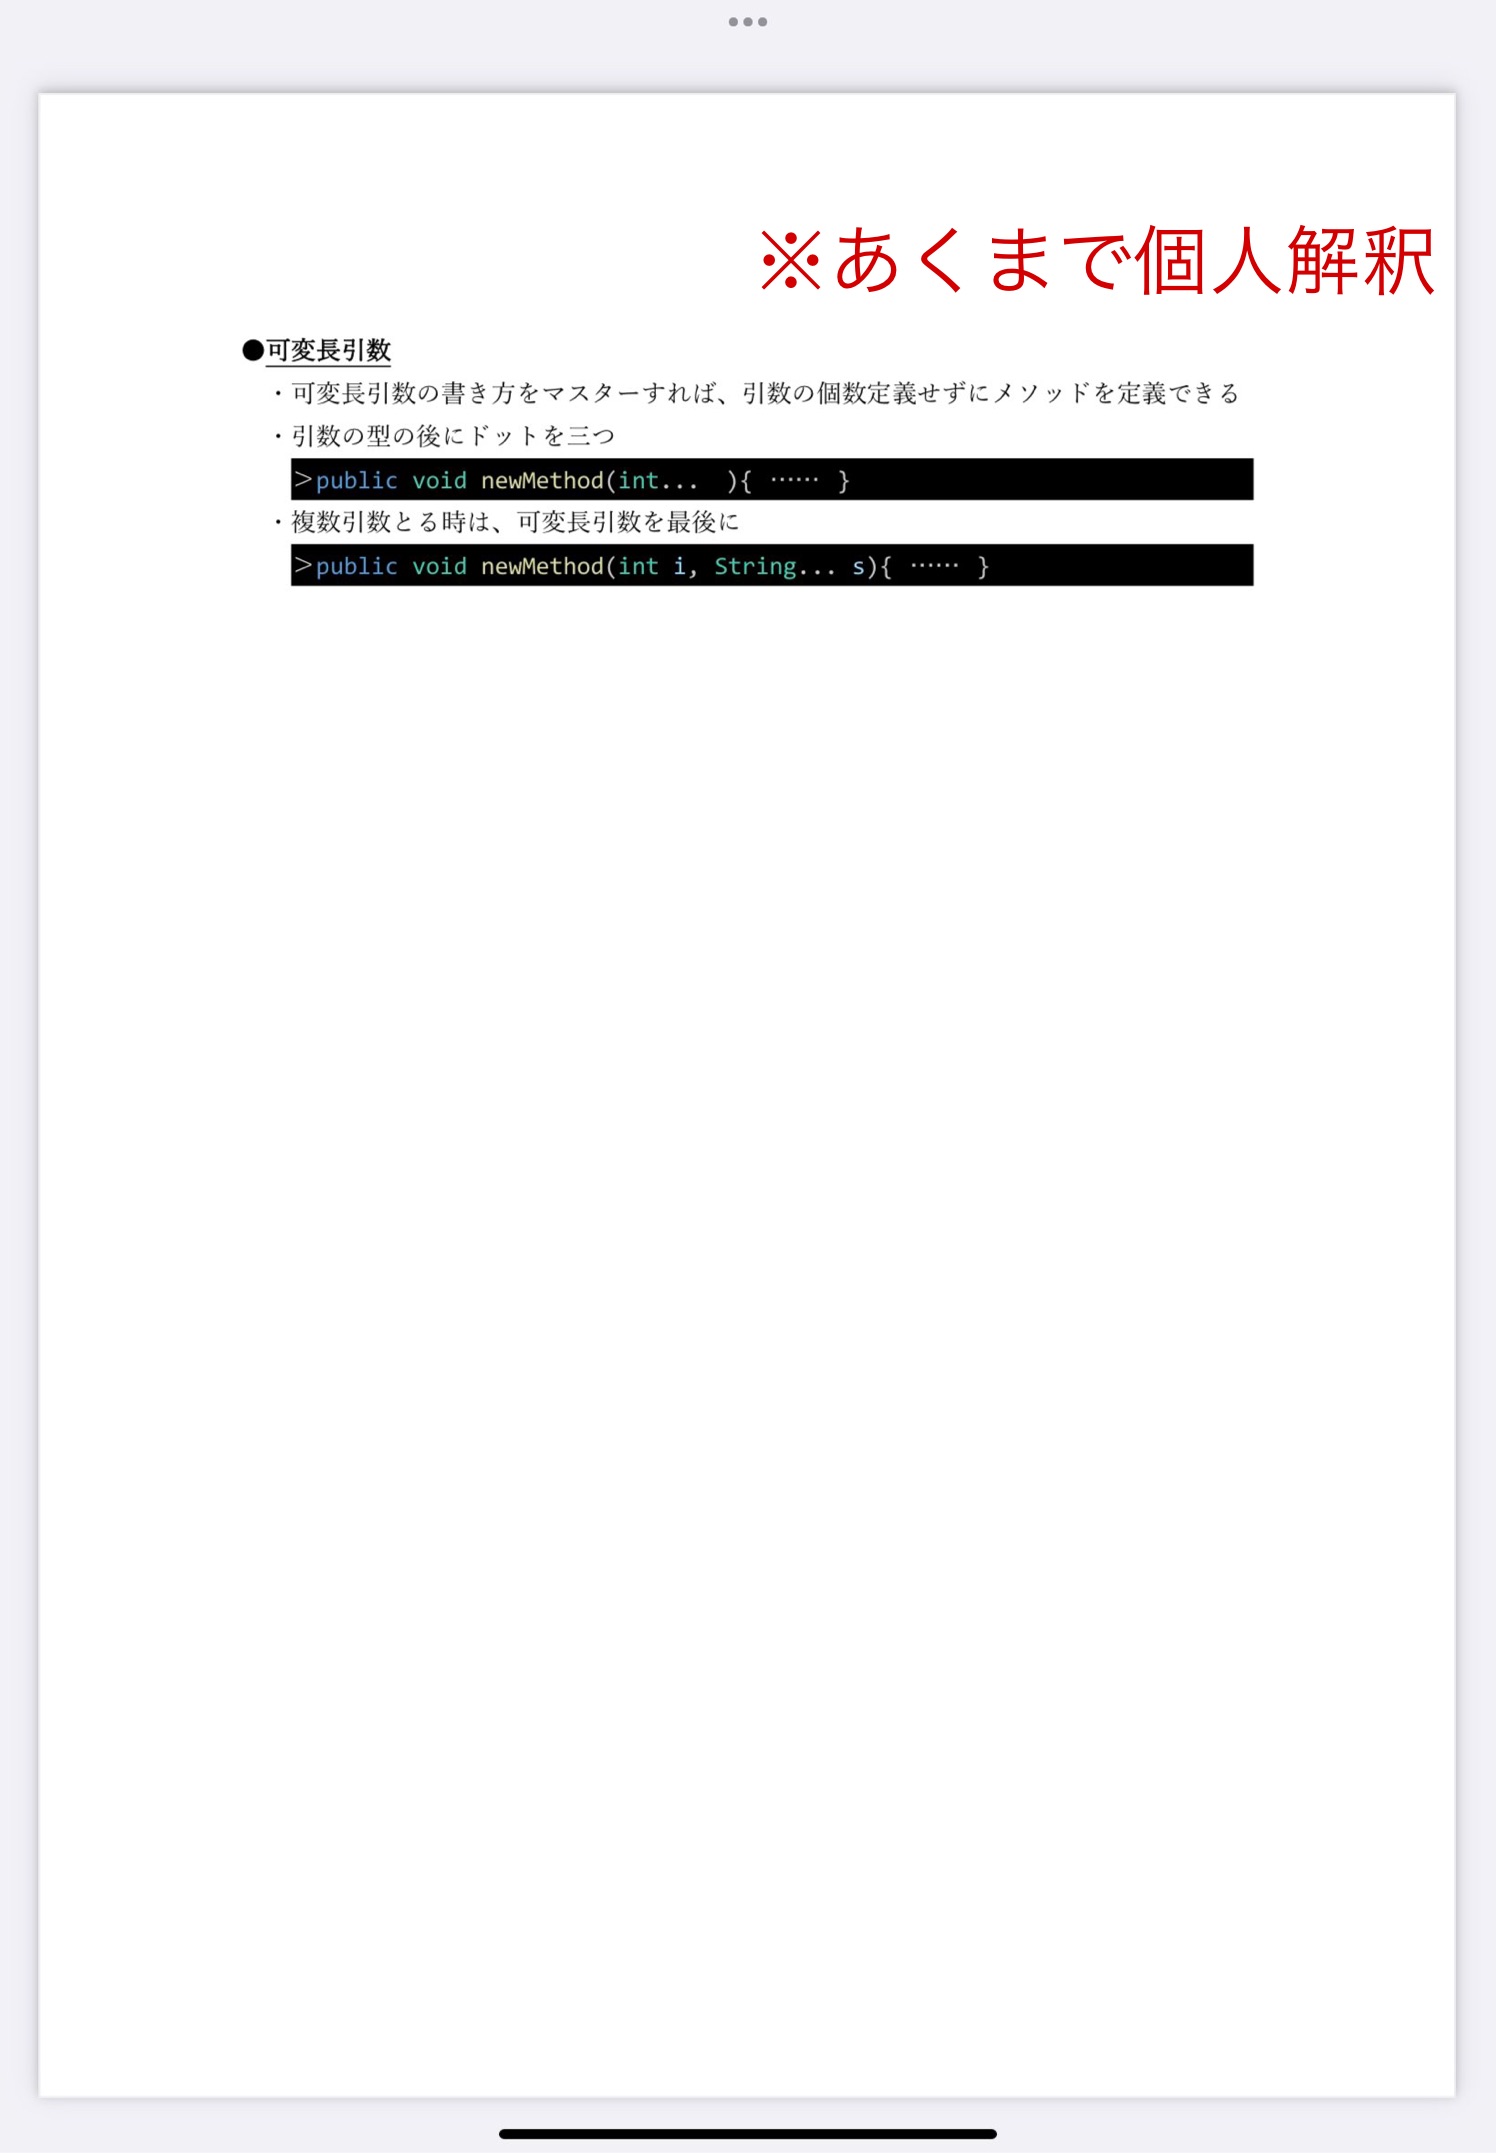 ※あくまで個人解釈
●可変長引数
・可変長引数の書き方をマスターすれば、引数の個数定義せずにメソッドを定義できる
・引数の型の後にドットを三つ
>public void newMethod(int...  ){ …… }
・複数引数とる時は、可変長引数を最後に
>public void newMethod(int i, String... s){ …… }